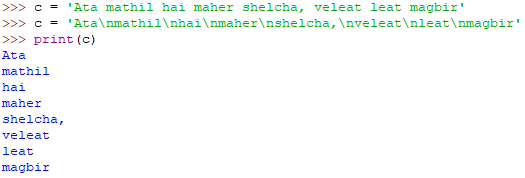 >>> c = 'Ata mathil hai maher shelcha, veleat leat magbir'
>>> c = 'Ata\nmathil\nhai\nmaher\nshelcha,\nveleat\nleat\nmagbir'
>>> print(c)
Ata
mathil
hai
maher
shelcha,
veleat
leat
magbir